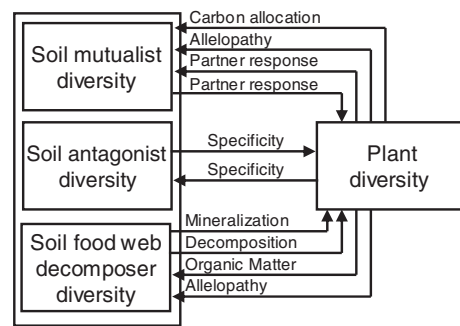 Carbon allocation
Allelopathy
Partner response
Partner response
Soil mutualist
diversity
Specificity
Specificity
Soil antagonist
diversity
Plant
diversity
Mineralization
Decomposition
Organic Matter
Allelopathy
Soil food web
decomposer
diversity